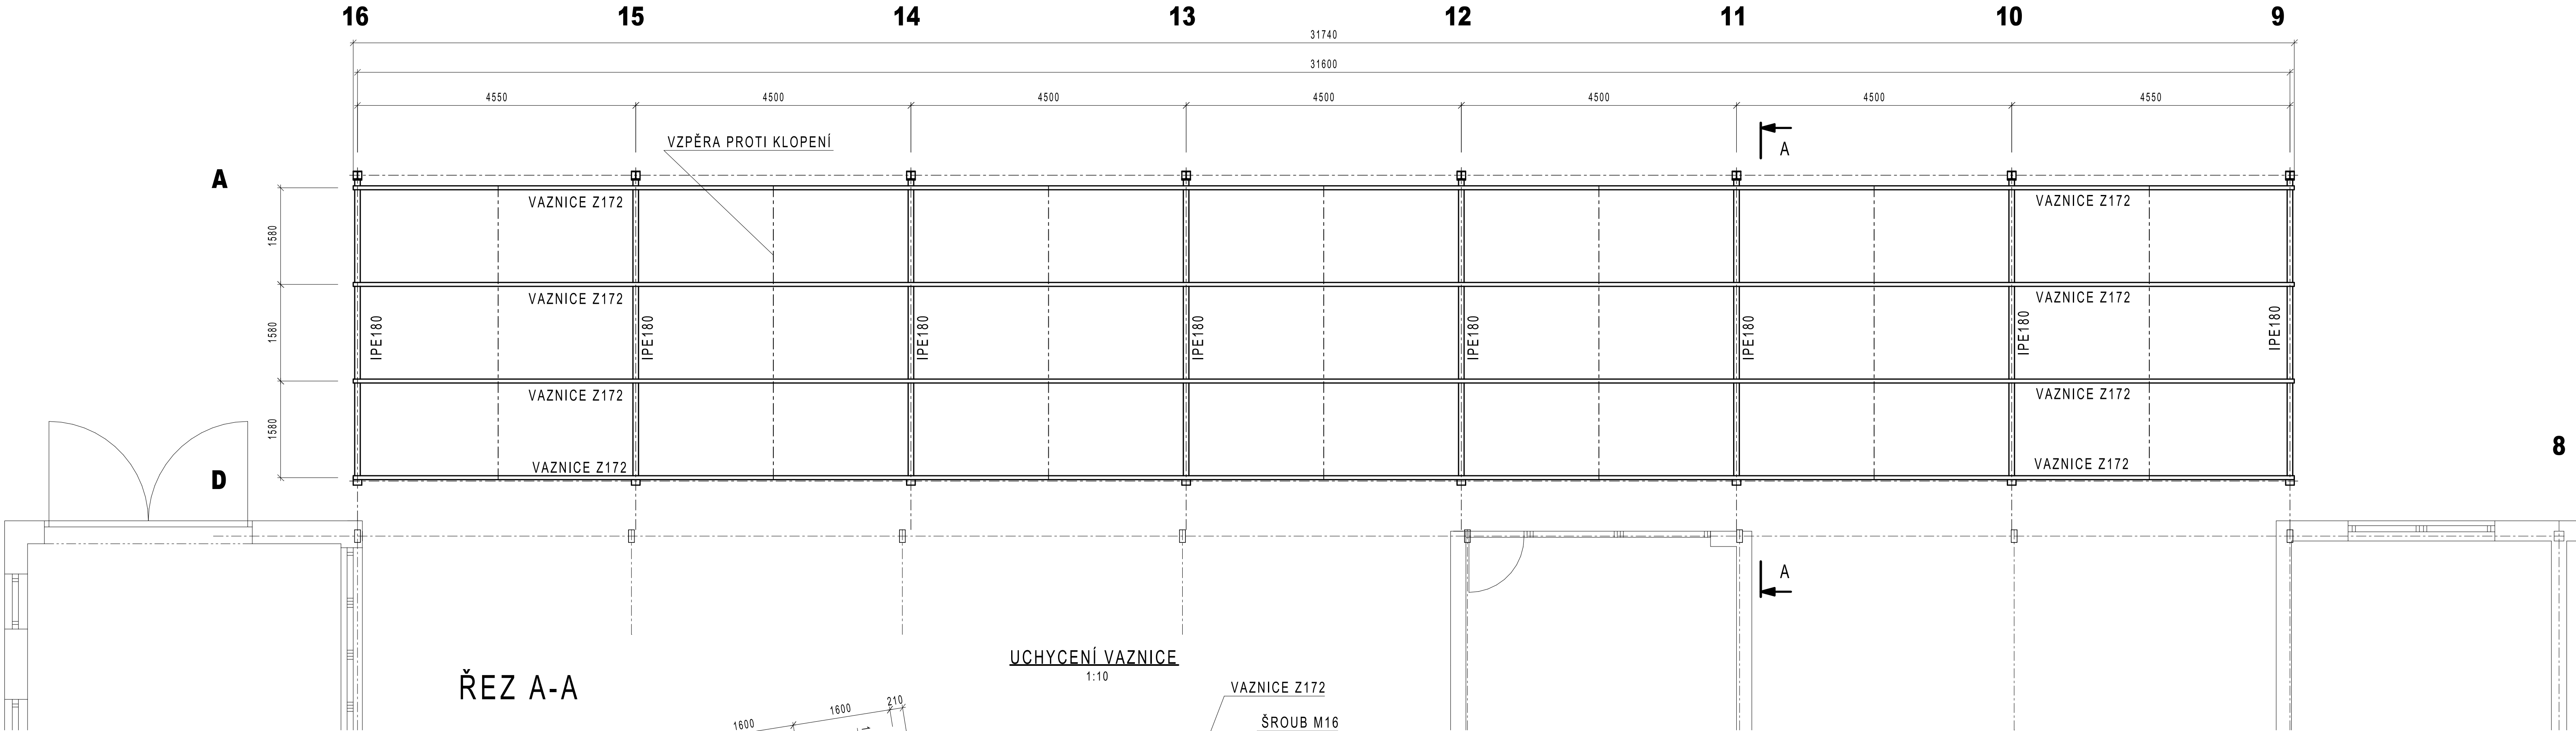 16 15 14 13 12 11 10 9
31740
31600
4550 4500 4500 4500 4500 4500 4550
VZPĚRA PROTI KLOPENÍ
A
A
VAZNICE Z172 VAZNICE Z172
1580
VAZNICE Z172 VAZNICE Z172
IPE180 IPE180 IPE180 IPE180 IPE180 IPE180 IPE180 IPE180
1580
VAZNICE Z172 VAZNICE Z172
1580
8
VAZNICE Z172 VAZNICE Z172
D
A
UCHYCENÍ VAZNICE
1:10
ŘEZ A-A
VAZNICE Z172
210
1600
1600
ŠROUB M16